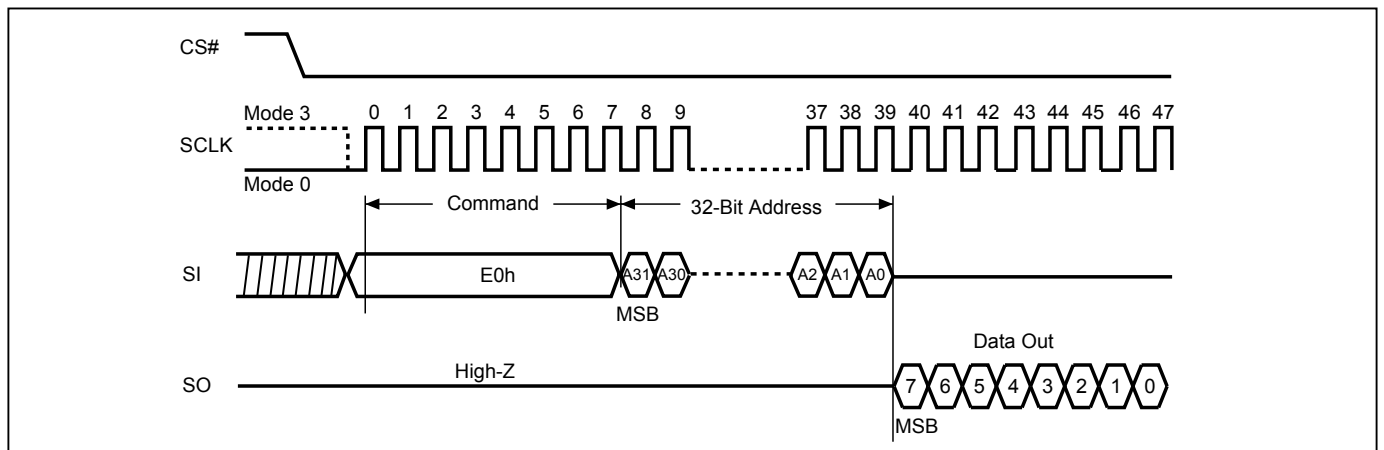 CS#
Mode 3 0 1 2 3 4 5 6 7 8 9 37 38 39 40 41 42 43 44 45 46 47
SCLK
Mode 0
Command 32-Bit Address
SI E0h A31 A30 A2 A1 A0
MSB
Data Out
High-Z
SO 7 6 5 4 3 2 1 0
MSB